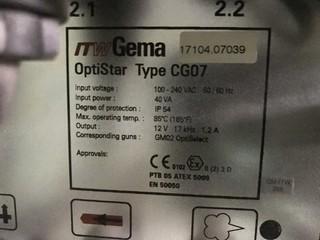 2.1 2.2
ITW Gema 17104.07039
OptiStar Type CG07
Input voltage : 100 - 240 VAC 50 / 60 Hz
Input power : 40 VA
Degree of protection : IP 54
Max. operating temp. : 85°C (185°F)
Output : 12 V 17 kHz 1.2 A
Corresponding guns : GM02 OptiSelect
Approvals: CE 0102 Ex II (2) 3 D
PTB 05 ATEX 5009
EN 50050